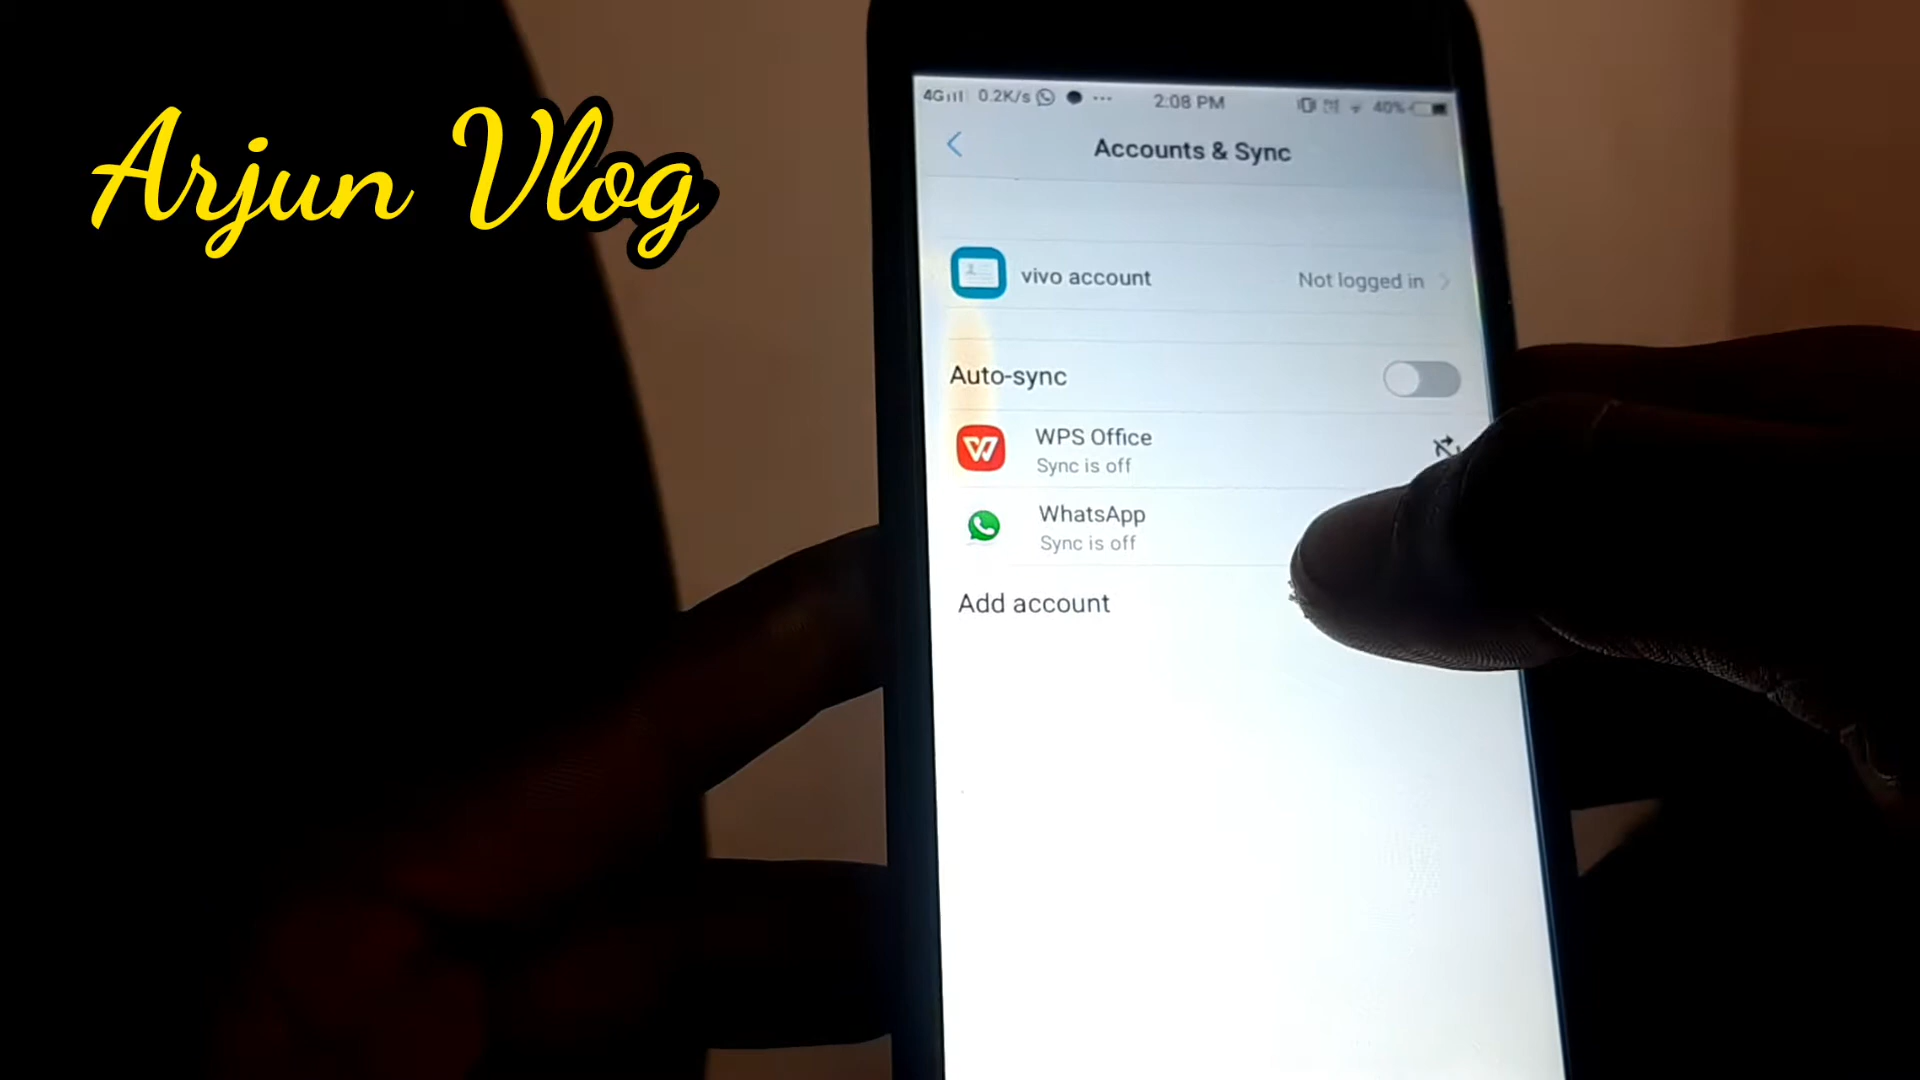 Arjun Vlog
4G 0.2K/s 2:08 PM 40%
Accounts & Sync
vivo account Not logged in
Auto-sync
WPS Office
Sync is off
WhatsApp
Sync is off
Add account